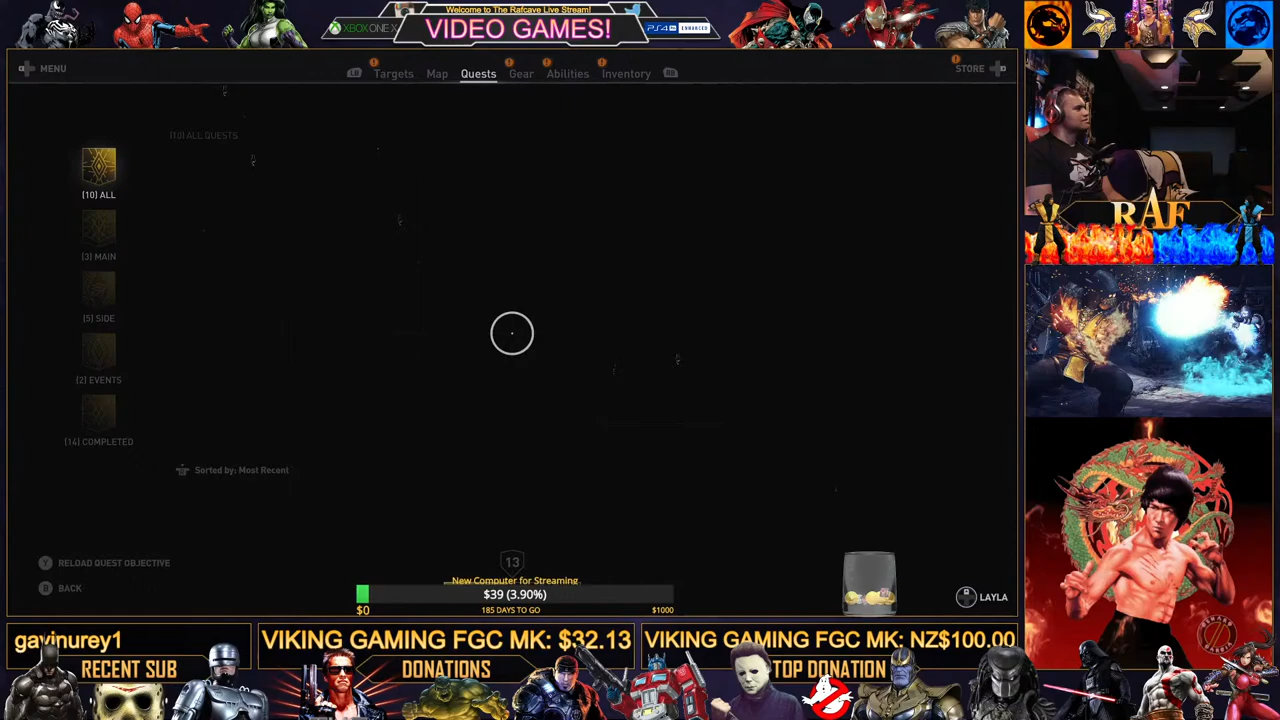 Welcome to The Rafcave Live Stream!
XBOX ONE X
VIDEO GAMES!
PS4 PRO ENHANCED
MENU
LB
Targets
Map
Quests
Gear
Abilities
Inventory
RB
STORE
[10] ALL QUESTS
[10] ALL
[3] MAIN
[5] SIDE
[2] EVENTS
[14] COMPLETED
Sorted by: Most Recent
Y RELOAD QUEST OBJECTIVE
B BACK
13
New Computer for Streaming
$39 (3.90%)
$0
185 DAYS TO GO
$1000
LAYLA
RAF
gavinurey1
RECENT SUB
VIKING GAMING FGC MK: $32.13
DONATIONS
VIKING GAMING FGC MK: NZ$100.00
TOP DONATION